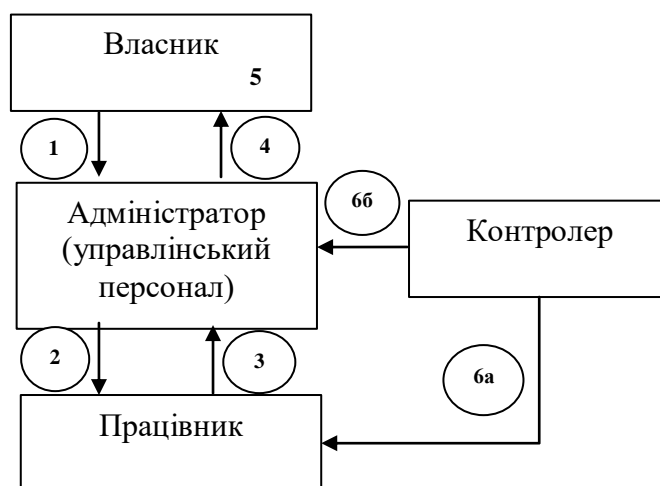 Власник
5
1
4
Адміністратор
(управлінський
персонал)
6б
Контролер
2
3
6а
Працівник